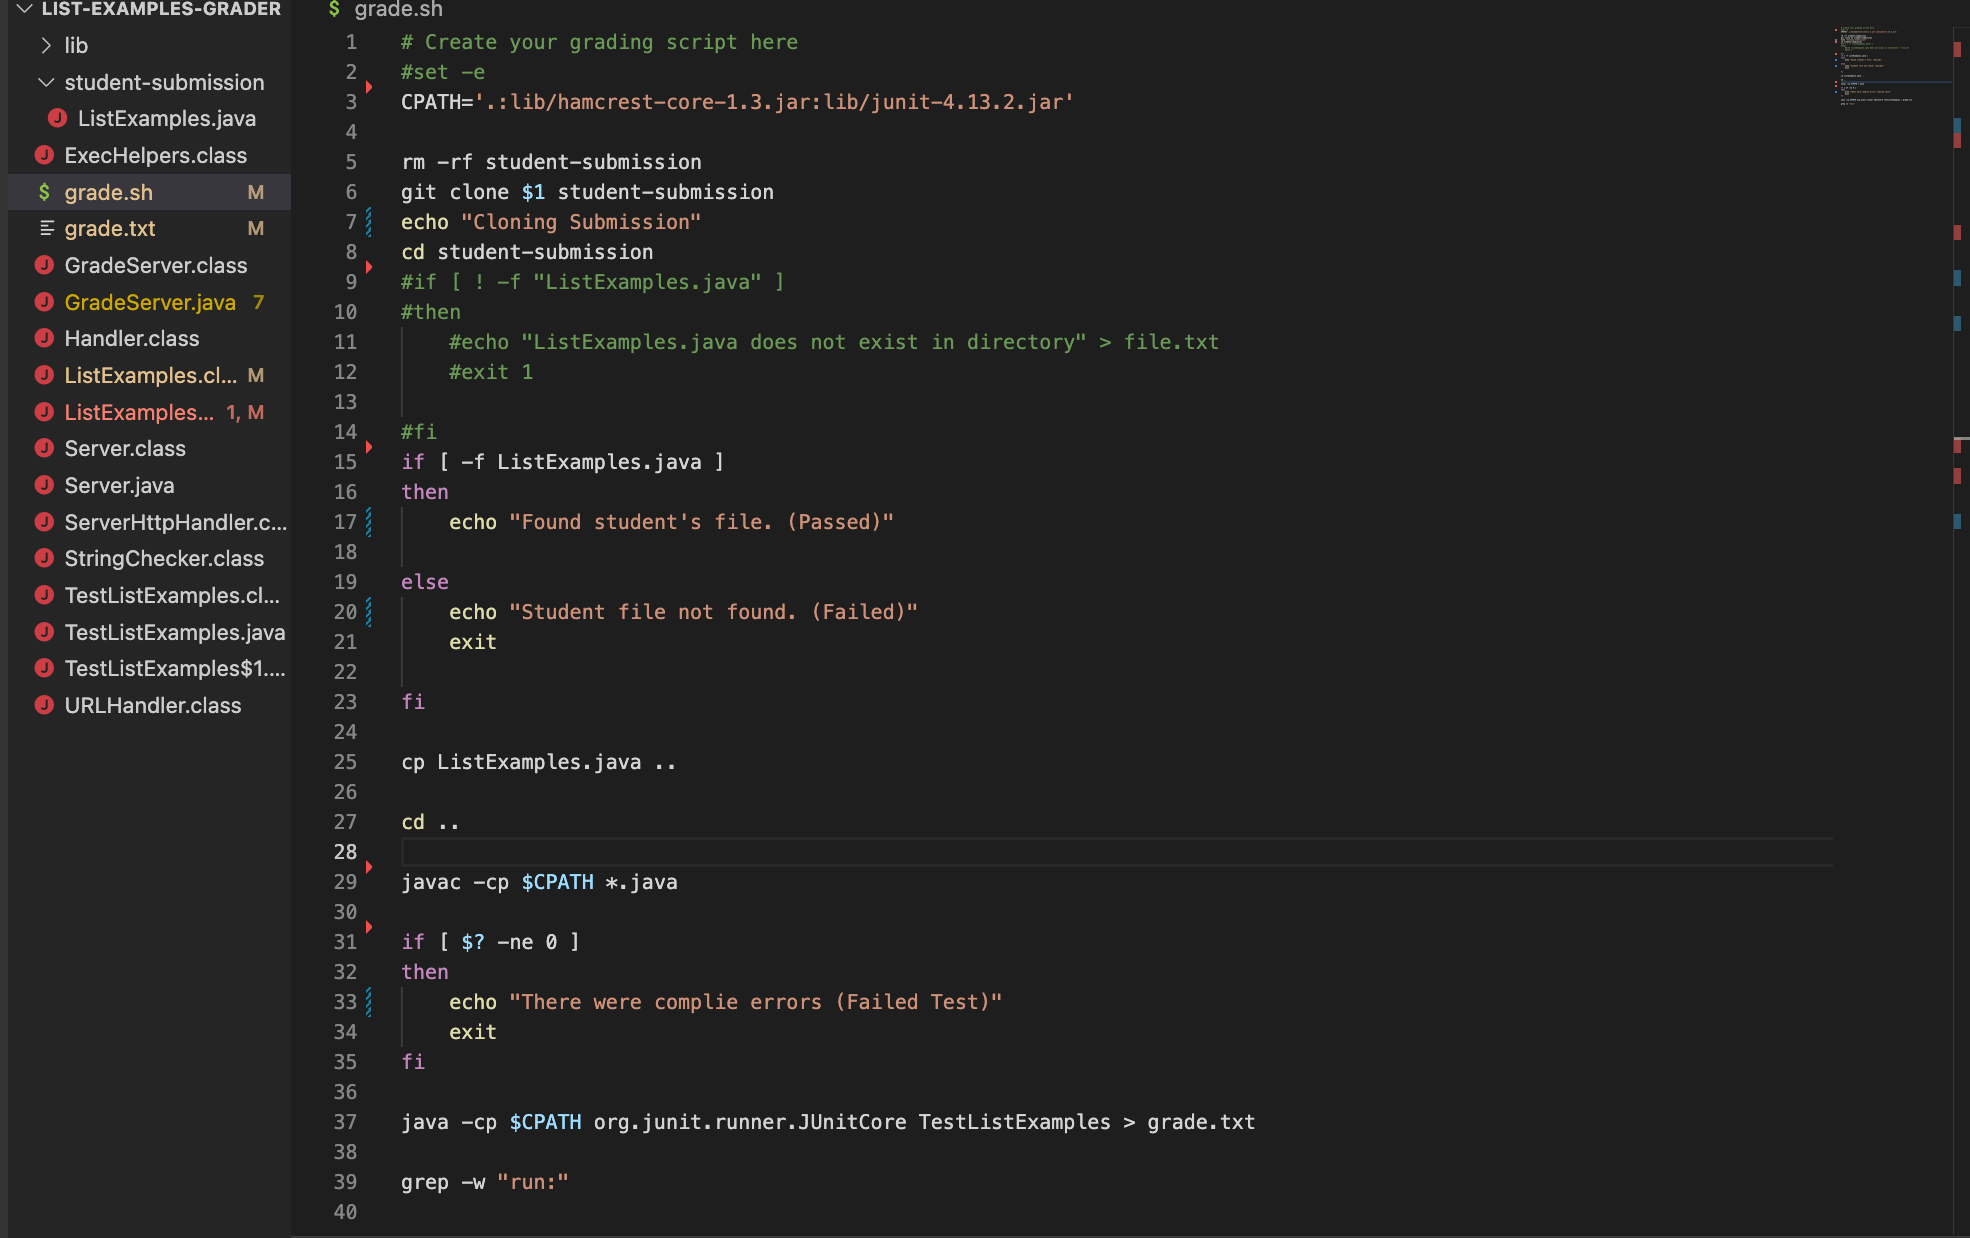 LIST-EXAMPLES-GRADER
lib
student-submission
ListExamples.java
ExecHelpers.class
grade.sh M
grade.txt M
GradeServer.class
GradeServer.java 7
Handler.class
ListExamples.cl... M
ListExamples... 1, M
Server.class
Server.java
ServerHttpHandler.c...
StringChecker.class
TestListExamples.cl...
TestListExamples.java
TestListExamples$1....
URLHandler.class
$ grade.sh
1 # Create your grading script here
2 #set -e
3 CPATH='.:lib/hamcrest-core-1.3.jar:lib/junit-4.13.2.jar'
4
5 rm -rf student-submission
6 git clone $1 student-submission
7 echo "Cloning Submission"
8 cd student-submission
9 #if [ ! -f "ListExamples.java" ]
10 #then
11     #echo "ListExamples.java does not exist in directory" > file.txt
12     #exit 1
13
14 #fi
15 if [ -f ListExamples.java ]
16 then
17     echo "Found student's file. (Passed)"
18
19 else
20     echo "Student file not found. (Failed)"
21     exit
22
23 fi
24
25 cp ListExamples.java ..
26
27 cd ..
28
29 javac -cp $CPATH *.java
30
31 if [ $? -ne 0 ]
32 then
33     echo "There were complie errors (Failed Test)"
34     exit
35 fi
36
37 java -cp $CPATH org.junit.runner.JUnitCore TestListExamples > grade.txt
38
39 grep -w "run:"
40